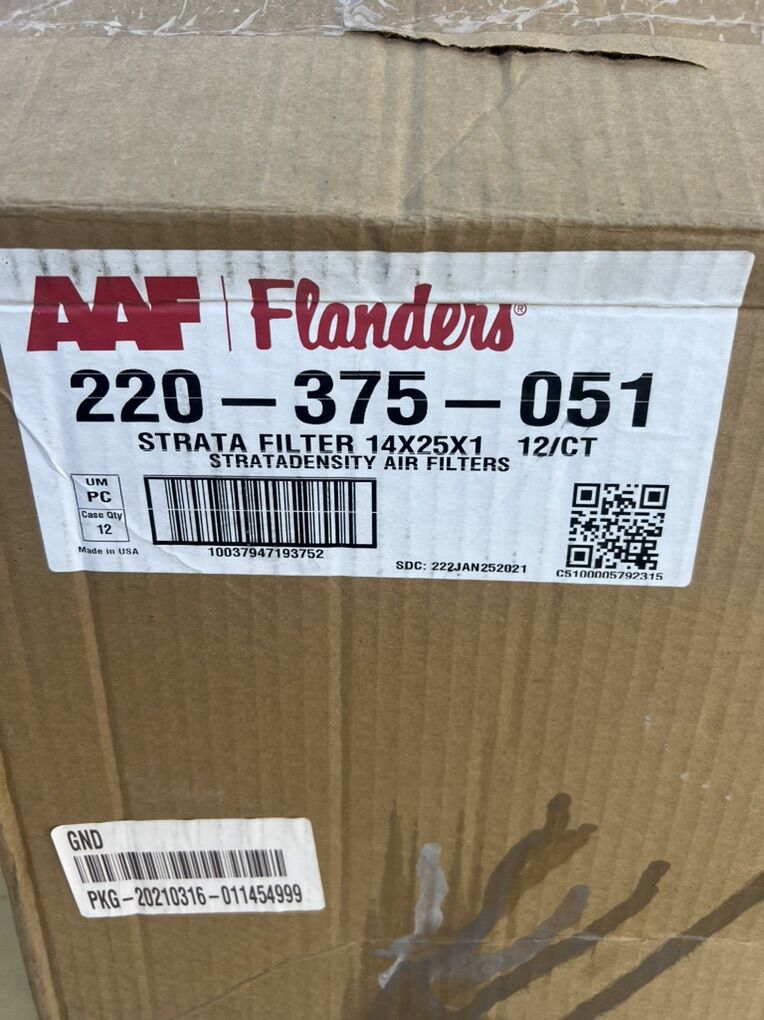 AAF | Flanders®
220-375-051
STRATA FILTER 14X25X1 12/CT
STRATADENSITY AIR FILTERS
UM
PC
Case Qty
12
Made in USA
10037947193752
SDC: 222JAN252021
C5100005792315
GND
PKG-20210316-011454999